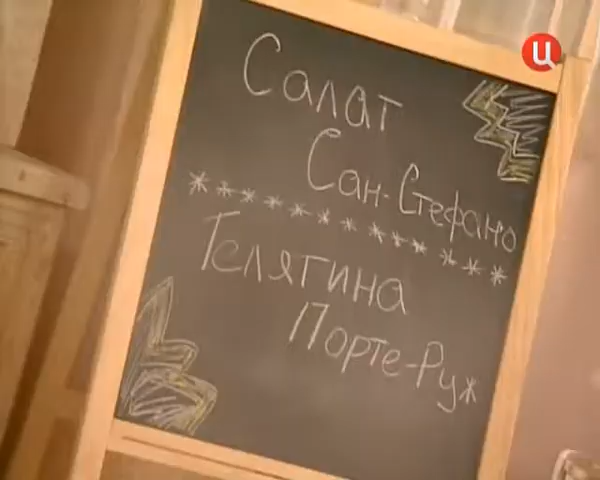 Ц
Салат
Сан-Стефано
************
Телятина
Порте-Руж